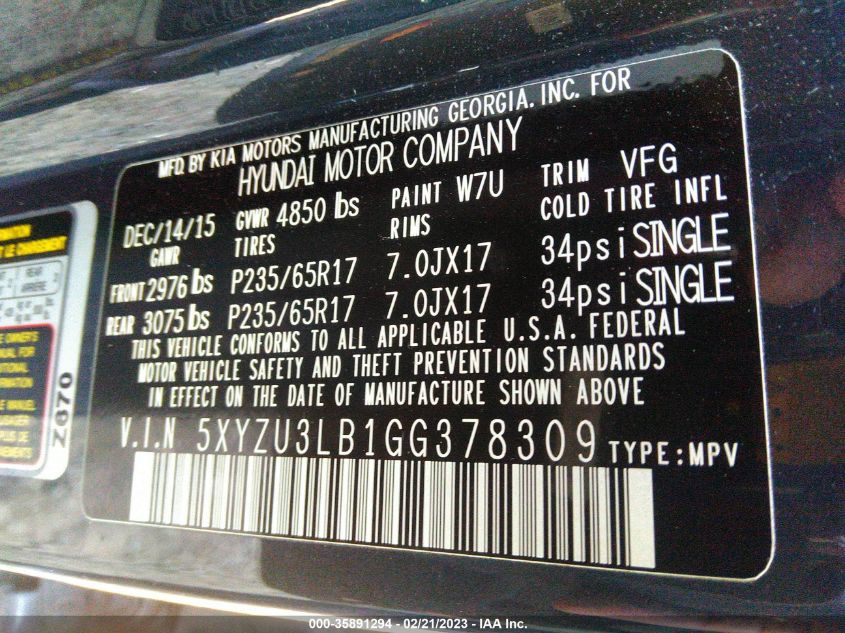 MFD. BY KIA MOTORS MANUFACTURING GEORGIA. INC. FOR
HYUNDAI MOTOR COMPANY
DEC/14/15 GVWR 4850 lbs PAINT W7U TRIM VFG
GAWR TIRES RIMS COLD TIRE INFL
FRONT 2976 lbs P235/65R17 7.0JX17 34psi SINGLE
REAR 3075 lbs P235/65R17 7.0JX17 34psi SINGLE
THIS VEHICLE CONFORMS TO ALL APPLICABLE U.S.A. FEDERAL
MOTOR VEHICLE SAFETY AND THEFT PREVENTION STANDARDS
IN EFFECT ON THE DATE OF MANUFACTURE SHOWN ABOVE
V.I.N 5XYZU3LB1GG378309 TYPE:MPV
REAR
ARRIERE
Z670
000-35891294 - 02/21/2023 - IAA Inc.